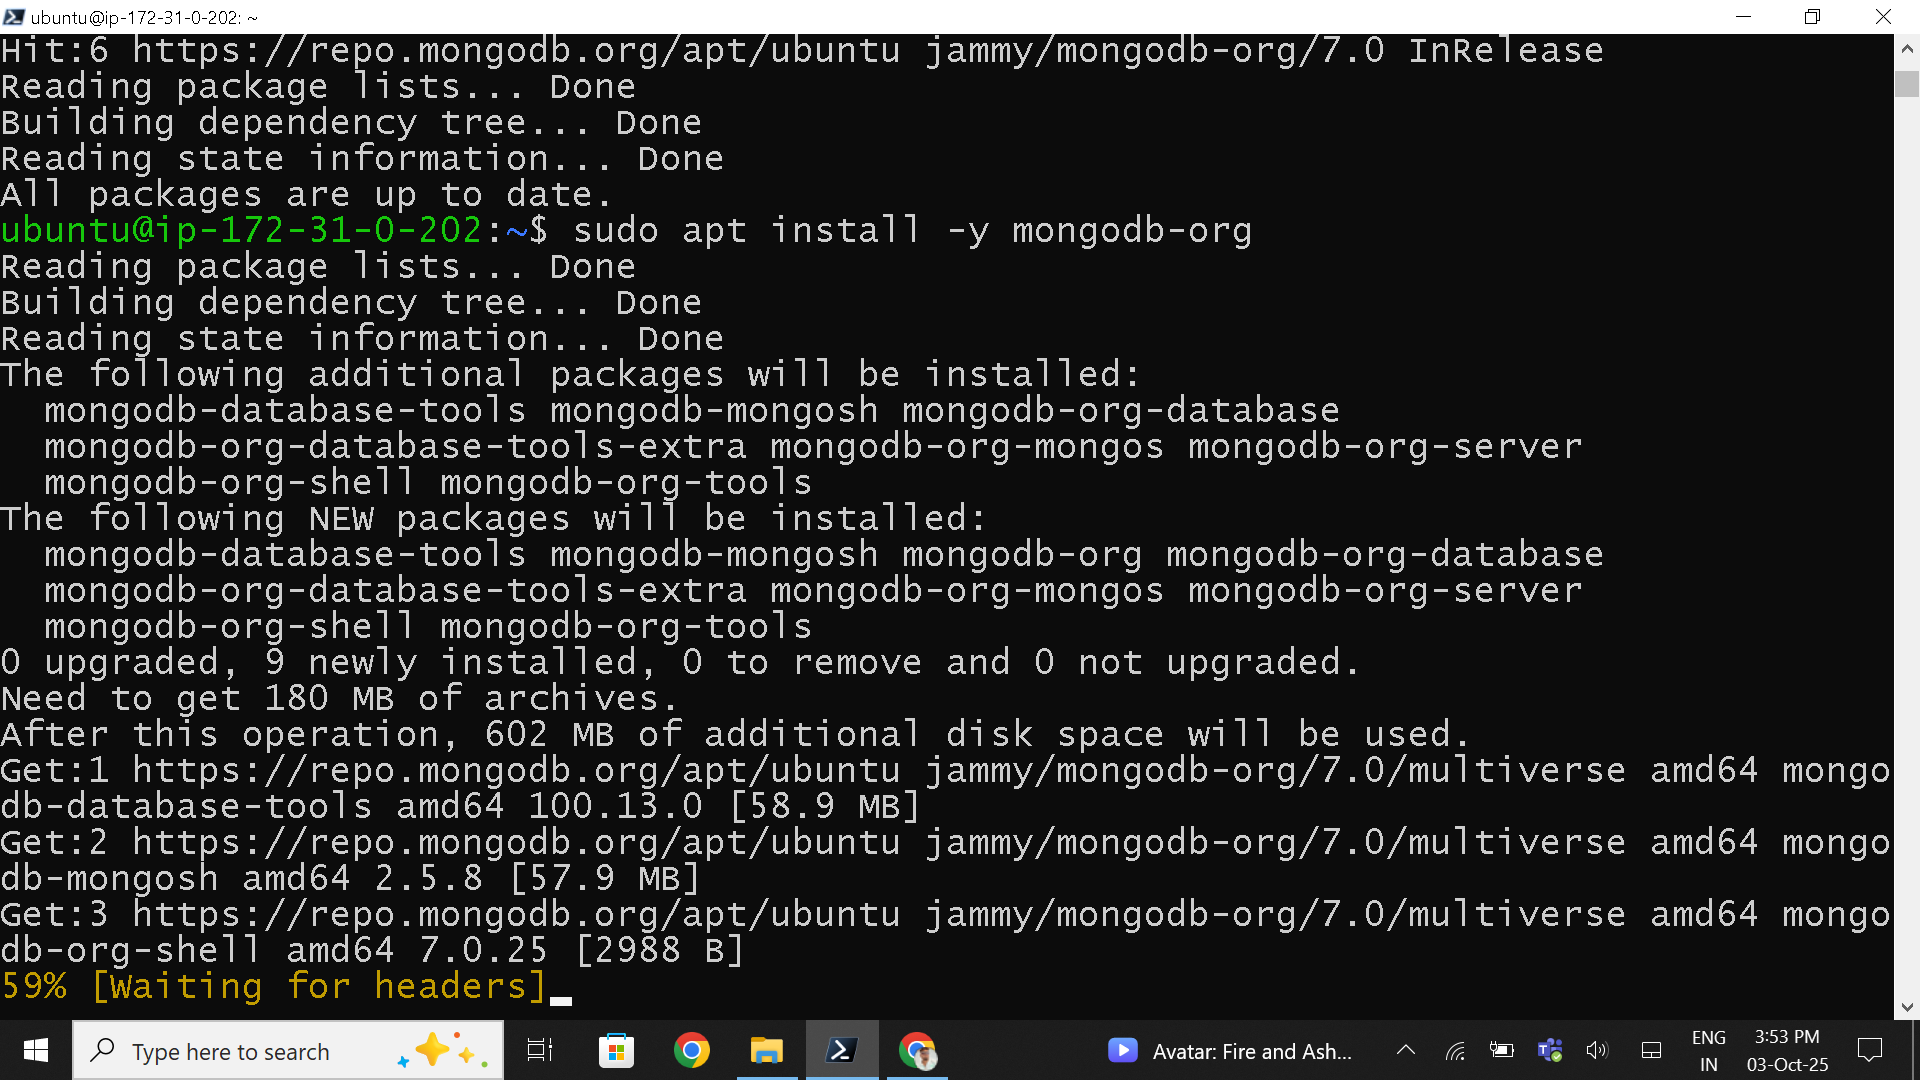 ubuntu@ip-172-31-0-202: ~
Hit:6 https://repo.mongodb.org/apt/ubuntu jammy/mongodb-org/7.0 InRelease
Reading package lists... Done
Building dependency tree... Done
Reading state information... Done
All packages are up to date.
ubuntu@ip-172-31-0-202:~$ sudo apt install -y mongodb-org
Reading package lists... Done
Building dependency tree... Done
Reading state information... Done
The following additional packages will be installed:
  mongodb-database-tools mongodb-mongosh mongodb-org-database
  mongodb-org-database-tools-extra mongodb-org-mongos mongodb-org-server
  mongodb-org-shell mongodb-org-tools
The following NEW packages will be installed:
  mongodb-database-tools mongodb-mongosh mongodb-org mongodb-org-database
  mongodb-org-database-tools-extra mongodb-org-mongos mongodb-org-server
  mongodb-org-shell mongodb-org-tools
0 upgraded, 9 newly installed, 0 to remove and 0 not upgraded.
Need to get 180 MB of archives.
After this operation, 602 MB of additional disk space will be used.
Get:1 https://repo.mongodb.org/apt/ubuntu jammy/mongodb-org/7.0/multiverse amd64 mongo
db-database-tools amd64 100.13.0 [58.9 MB]
Get:2 https://repo.mongodb.org/apt/ubuntu jammy/mongodb-org/7.0/multiverse amd64 mongo
db-mongosh amd64 2.5.8 [57.9 MB]
Get:3 https://repo.mongodb.org/apt/ubuntu jammy/mongodb-org/7.0/multiverse amd64 mongo
db-org-shell amd64 7.0.25 [2988 B]
59% [Waiting for headers]
Type here to search
Avatar: Fire and Ash...
ENG
IN
3:53 PM
03-Oct-25